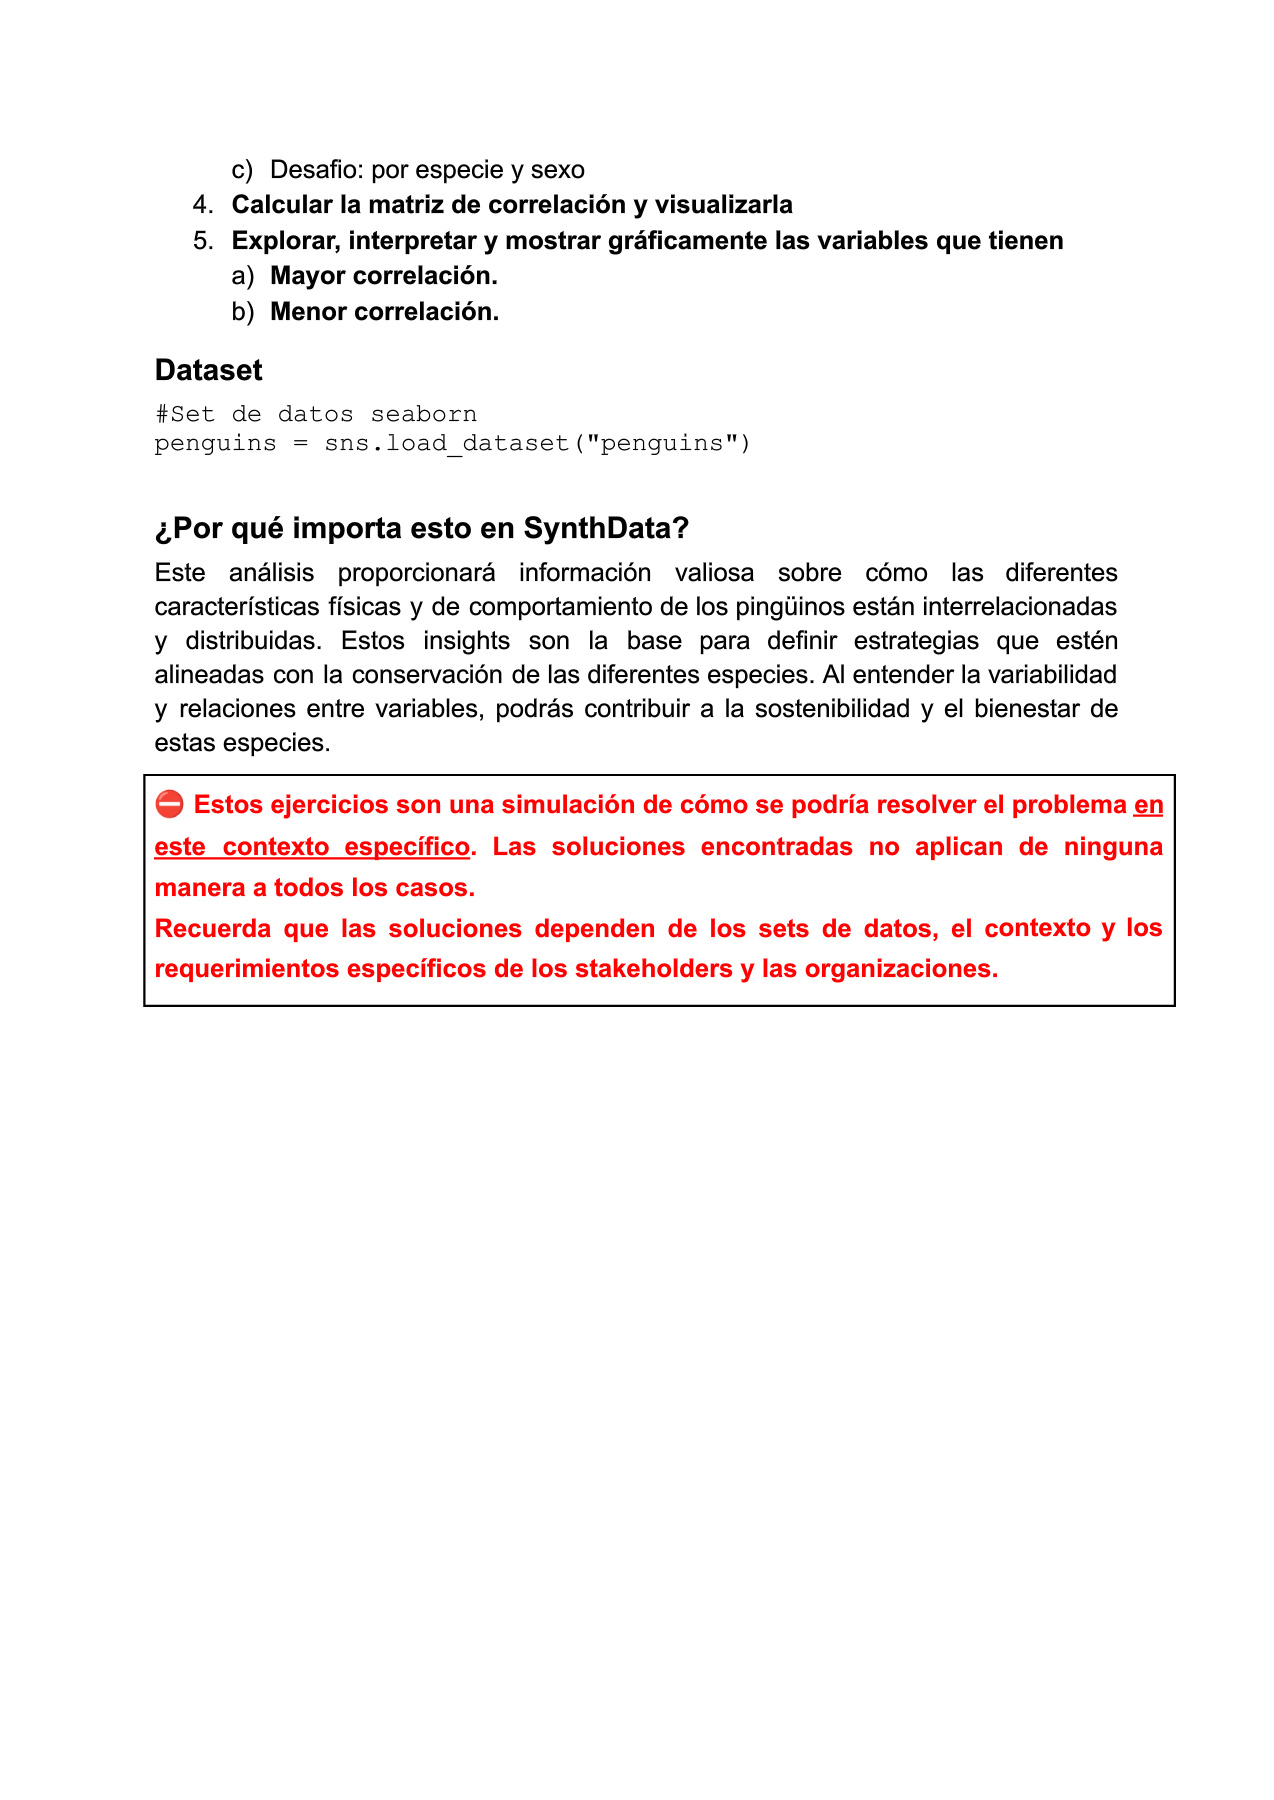 c) Desafio: por especie y sexo
4. Calcular la matriz de correlación y visualizarla
5. Explorar, interpretar y mostrar gráficamente las variables que tienen
a) Mayor correlación.
b) Menor correlación.
Dataset
#Set de datos seaborn
penguins = sns.load_dataset("penguins")
¿Por qué importa esto en SynthData?
Este análisis proporcionará información valiosa sobre cómo las diferentes
características físicas y de comportamiento de los pingüinos están interrelacionadas
y distribuidas. Estos insights son la base para definir estrategias que estén
alineadas con la conservación de las diferentes especies. Al entender la variabilidad
y relaciones entre variables, podrás contribuir a la sostenibilidad y el bienestar de
estas especies.
⛔ Estos ejercicios son una simulación de cómo se podría resolver el problema en
este contexto específico. Las soluciones encontradas no aplican de ninguna
manera a todos los casos.
Recuerda que las soluciones dependen de los sets de datos, el contexto y los
requerimientos específicos de los stakeholders y las organizaciones.